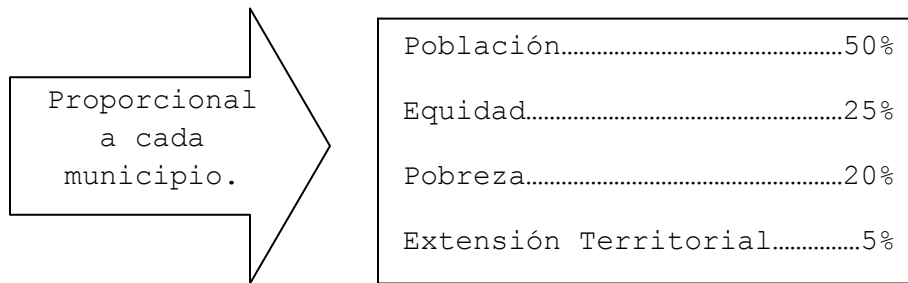 Proporcional
a cada
municipio.
Población……………………………………50%
Equidad…………………………………………25%
Pobreza…………………………………………20%
Extensión Territorial……………5%